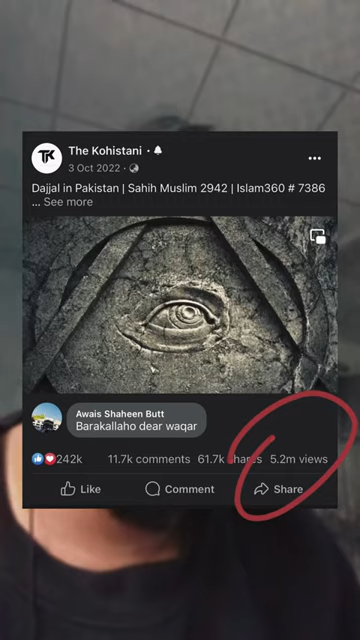 TK
The Kohistani
3 Oct 2022
Dajjal in Pakistan | Sahih Muslim 2942 | Islam360 # 7386
... See more
Awais Shaheen Butt
Barakallaho dear waqar
242k 11.7k comments 61.7k shares 5.2m views
Like Comment Share